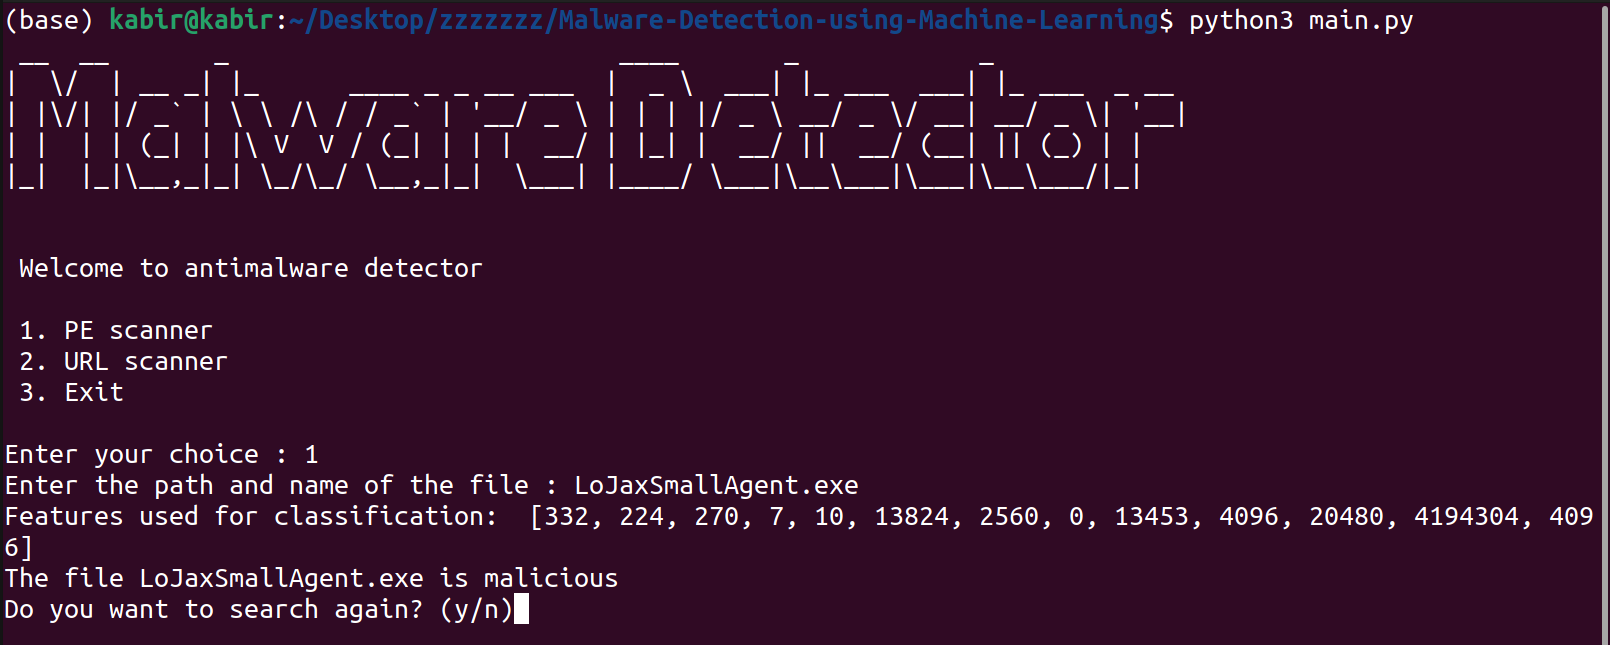 (base) kabir@kabir:~/Desktop/zzzzzzz/Malware-Detection-using-Machine-Learning$ python3 main.py
Malware Detector
Welcome to antimalware detector
1. PE scanner
2. URL scanner
3. Exit
Enter your choice : 1
Enter the path and name of the file : LoJaxSmallAgent.exe
Features used for classification:  [332, 224, 270, 7, 10, 13824, 2560, 0, 13453, 4096, 20480, 4194304, 409
6]
The file LoJaxSmallAgent.exe is malicious
Do you want to search again? (y/n)